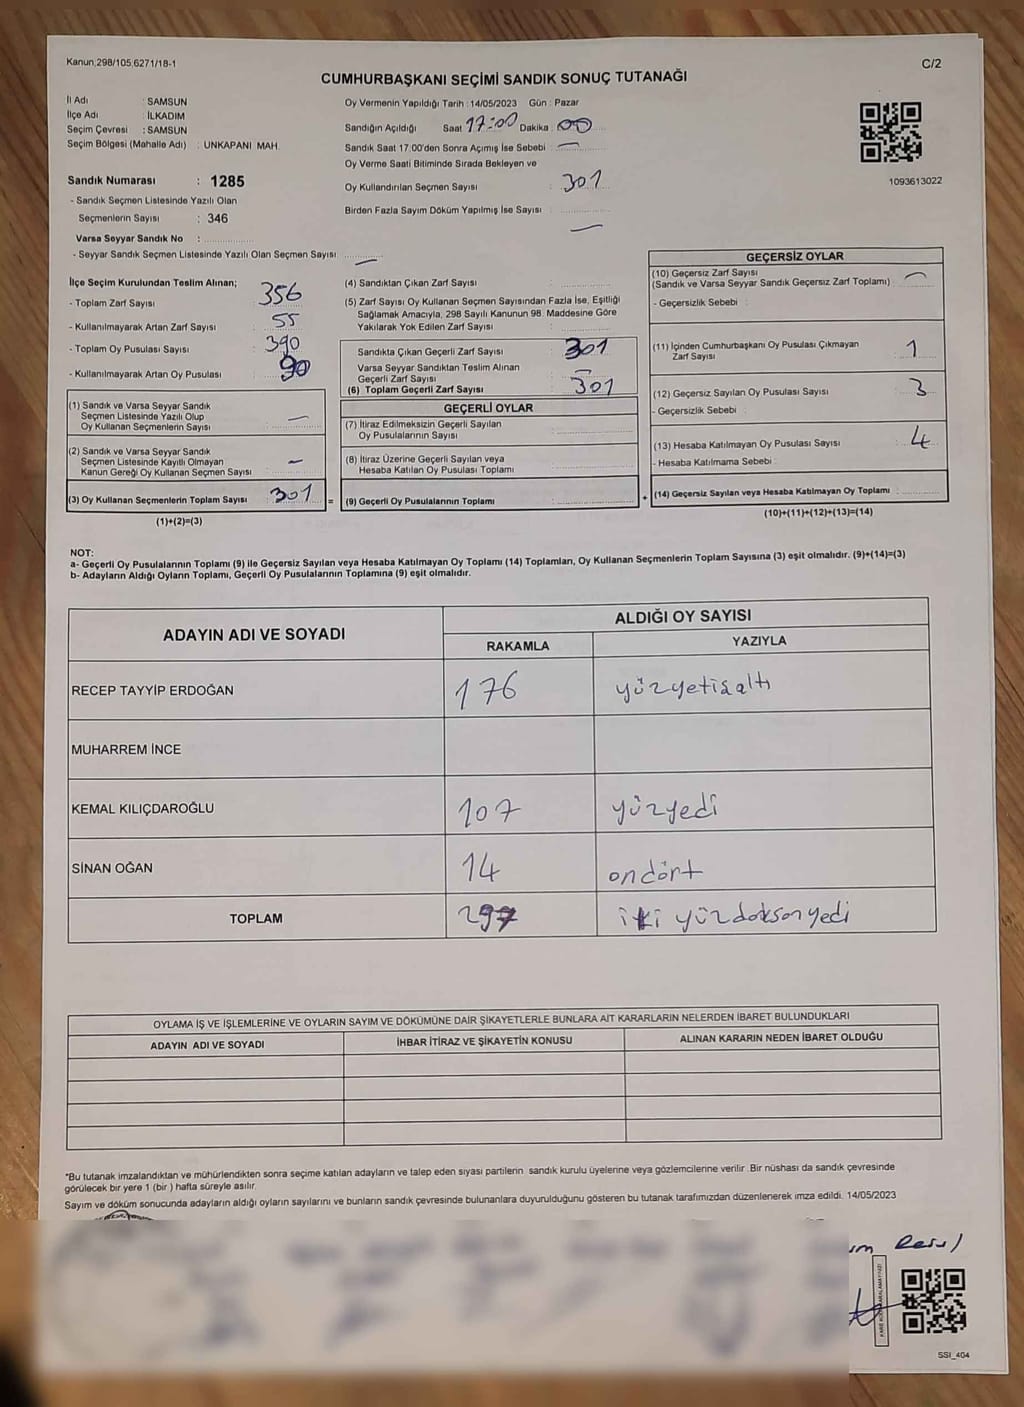 Kanun,298/105,6271/18-1
C/2
CUMHURBAŞKANI SEÇİMİ SANDIK SONUÇ TUTANAĞI
İl Adı : SAMSUN
İlçe Adı : İLKADIM
Seçim Çevresi : SAMSUN
Seçim Bölgesi (Mahalle Adı) : UNKAPANI MAH.
Sandık Numarası : 1285
- Sandık Seçmen Listesinde Yazılı Olan
Seçmenlerin Sayısı : 346
Varsa Seyyar Sandık No :
- Seyyar Sandık Seçmen Listesinde Yazılı Olan Seçmen Sayısı : —
Oy Vermenin Yapıldığı Tarih : 14/05/2023 Gün : Pazar
Sandığın Açıldığı Saat 17:00 Dakika : 00
Sandık Saat 17:00'den Sonra Açımış İse Sebebi : —
Oy Verme Saati Bitiminde Sırada Bekleyen ve
Oy Kullandırılan Seçmen Sayısı : 301
Birden Fazla Sayım Döküm Yapılmış İse Sayısı : —
1093613022
İlçe Seçim Kurulundan Teslim Alınan;
- Toplam Zarf Sayısı : 356
- Kullanılmayarak Artan Zarf Sayısı : 55
- Toplam Oy Pusulası Sayısı : 390
- Kullanılmayarak Artan Oy Pusulası : 90
(1) Sandık ve Varsa Seyyar Sandık
Seçmen Listesinde Yazılı Olup
Oy Kullanan Seçmenlerin Sayısı : —
(2) Sandık ve Varsa Seyyar Sandık
Seçmen Listesinde Kayıtlı Olmayan
Kanun Gereği Oy Kullanan Seçmen Sayısı : —
(3) Oy Kullanan Seçmenlerin Toplam Sayısı : 301 =
(1)+(2)=(3)
(4) Sandıktan Çıkan Zarf Sayısı :
(5) Zarf Sayısı Oy Kullanan Seçmen Sayısından Fazla İse, Eşitliği
Sağlamak Amacıyla, 298 Sayılı Kanunun 98. Maddesine Göre
Yakılarak Yok Edilen Zarf Sayısı :
Sandıkta Çıkan Geçerli Zarf Sayısı : 301
Varsa Seyyar Sandıktan Teslim Alınan
Geçerli Zarf Sayısı : —
(6) Toplam Geçerli Zarf Sayısı : 301
GEÇERLİ OYLAR
(7) İtiraz Edilmeksizin Geçerli Sayılan
Oy Pusulalarının Sayısı :
(8) İtiraz Üzerine Geçerli Sayılan veya
Hesaba Katılan Oy Pusulası Toplamı :
(9) Geçerli Oy Pusulalarının Toplamı : +
GEÇERSİZ OYLAR
(10) Geçersiz Zarf Sayısı
(Sandık ve Varsa Seyyar Sandık Geçersiz Zarf Toplamı) : —
- Geçersizlik Sebebi :
(11) İçinden Cumhurbaşkanı Oy Pusulası Çıkmayan
Zarf Sayısı : 1
(12) Geçersiz Sayılan Oy Pusulası Sayısı : 3
- Geçersizlik Sebebi :
(13) Hesaba Katılmayan Oy Pusulası Sayısı : 4
- Hesaba Katılmama Sebebi :
(14) Geçersiz Sayılan veya Hesaba Katılmayan Oy Toplamı :
(10)+(11)+(12)+(13)=(14)
NOT:
a- Geçerli Oy Pusulalarının Toplamı (9) ile Geçersiz Sayılan veya Hesaba Katılmayan Oy Toplamı (14) Toplamları, Oy Kullanan Seçmenlerin Toplam Sayısına (3) eşit olmalıdır. (9)+(14)=(3)
b- Adayların Aldığı Oyların Toplamı, Geçerli Oy Pusulalarının Toplamına (9) eşit olmalıdır.
ADAYIN ADI VE SOYADI
ALDIĞI OY SAYISI
RAKAMLA YAZIYLA
RECEP TAYYİP ERDOĞAN 176 yüzyetişaltı
MUHARREM İNCE
KEMAL KILIÇDAROĞLU 107 yüzyedi
SİNAN OĞAN 14 ondört
TOPLAM 297 iki yüzdoksanyedi
OYLAMA İŞ VE İŞLEMLERİNE VE OYLARIN SAYIM VE DÖKÜMÜNE DAİR ŞİKAYETLERLE BUNLARA AİT KARARLARIN NELERDEN İBARET BULUNDUKLARI
ADAYIN ADI VE SOYADI İHBAR İTİRAZ VE ŞİKAYETİN KONUSU ALINAN KARARIN NEDEN İBARET OLDUĞU
*Bu tutanak imzalandıktan ve mühürlendikten sonra seçime katılan adayların ve talep eden siyasi partilerin sandık kurulu üyelerine veya gözlemcilerine verilir. Bir nüshası da sandık çevresinde
görülecek bir yere 1 (bir ) hafta süreyle asılır.
Sayım ve döküm sonucunda adayların aldığı oyların sayılarını ve bunların sandık çevresinde bulunanlara duyurulduğunu gösteren bu tutanak tarafımızdan düzenlenerek imza edildi. 14/05/2023
SSI_404